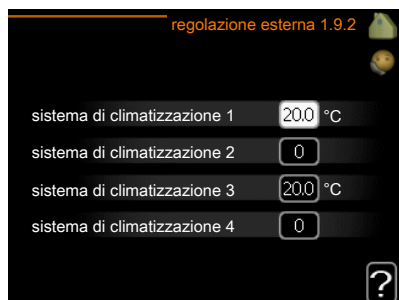 regolazione esterna 1.9.2
sistema di climatizzazione 1 20.0 °C
sistema di climatizzazione 2 0
sistema di climatizzazione 3 20.0 °C
sistema di climatizzazione 4 0
?